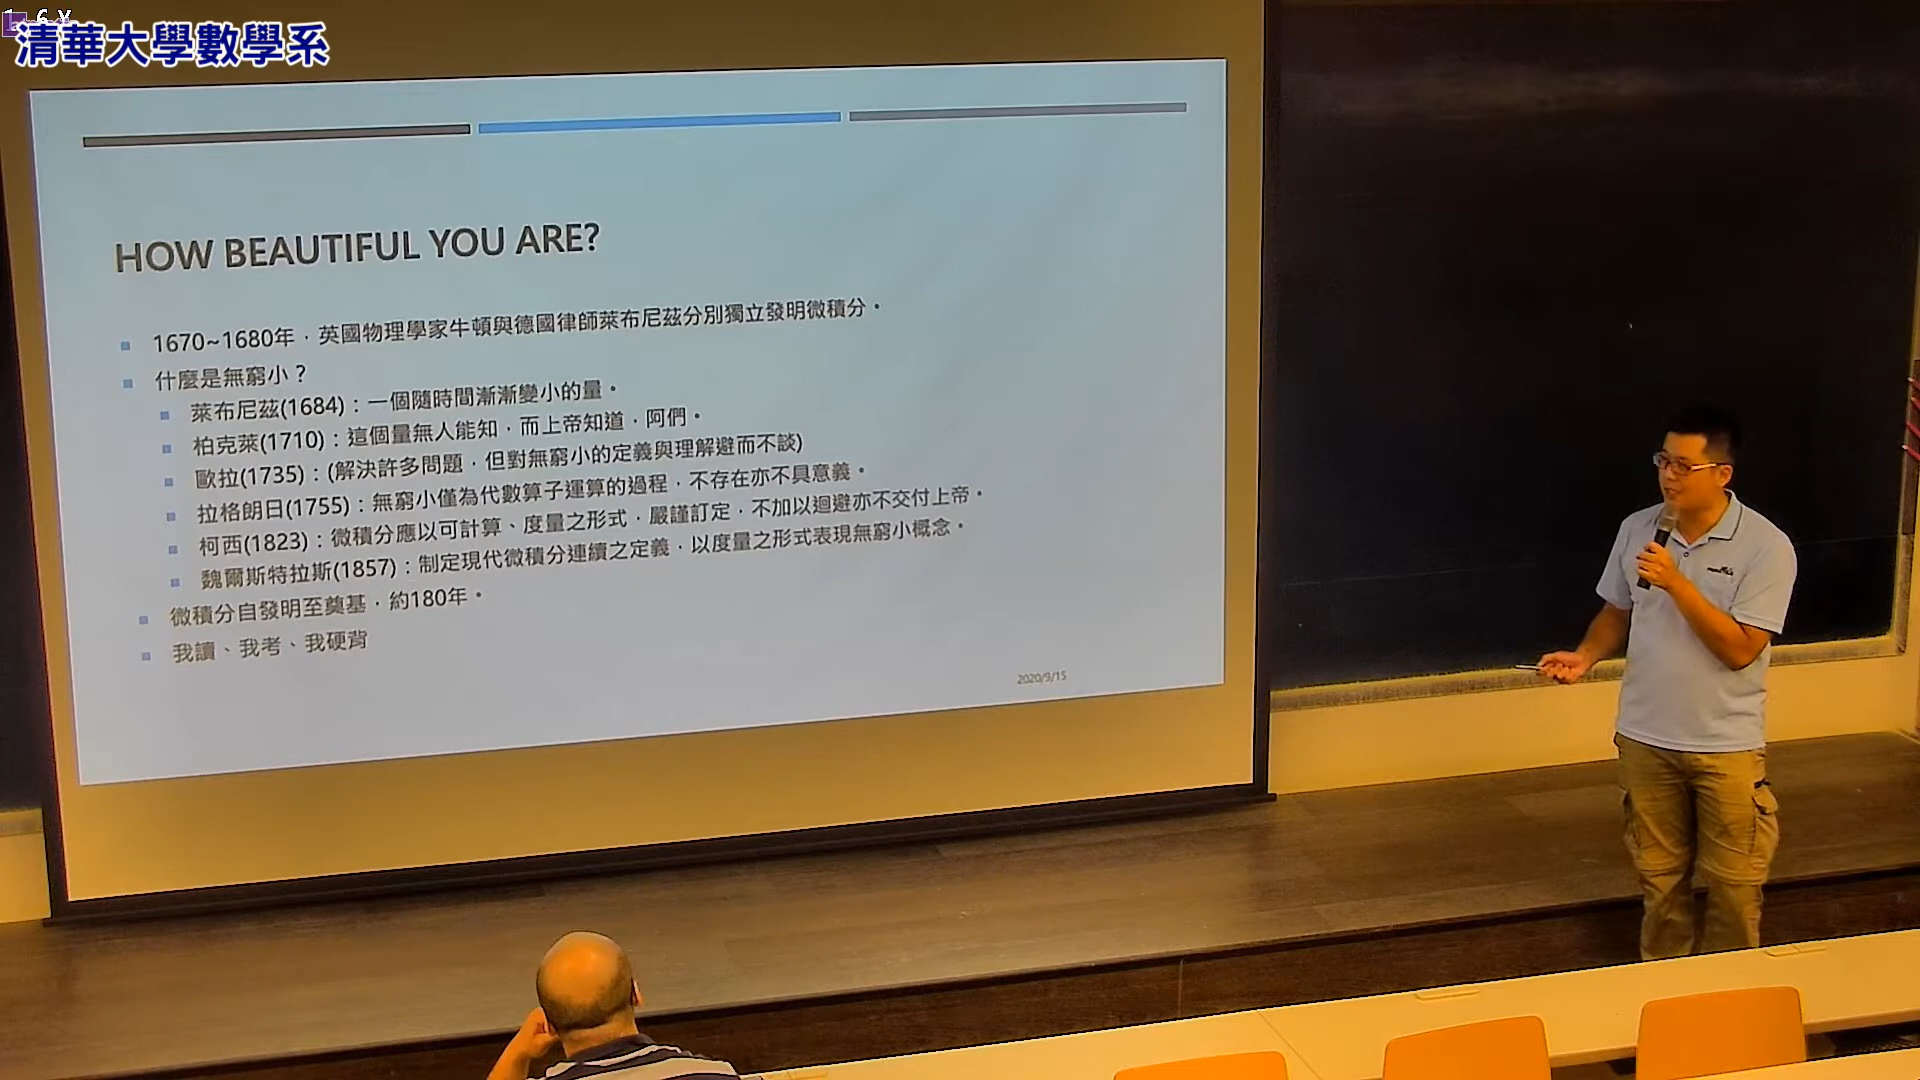 清華大學數學系
HOW BEAUTIFUL YOU ARE?
1670~1680年，英國物理學家牛頓與德國律師萊布尼茲分別獨立發明微積分。
什麼是無窮小？
萊布尼茲(1684)：一個隨時間漸漸變小的量。
柏克萊(1710)：這個量無人能知，而上帝知道，阿們。
歐拉(1735)：(解決許多問題，但對無窮小的定義與理解避而不談)
拉格朗日(1755)：無窮小僅為代數算子運算的過程，不存在亦不具意義。
柯西(1823)：微積分應以可計算、度量之形式，嚴謹訂定，不加以迴避亦不交付上帝。
魏爾斯特拉斯(1857)：制定現代微積分連續之定義，以度量之形式表現無窮小概念。
微積分自發明至奠基，約180年。
我讀、我考、我硬背
2020/9/15